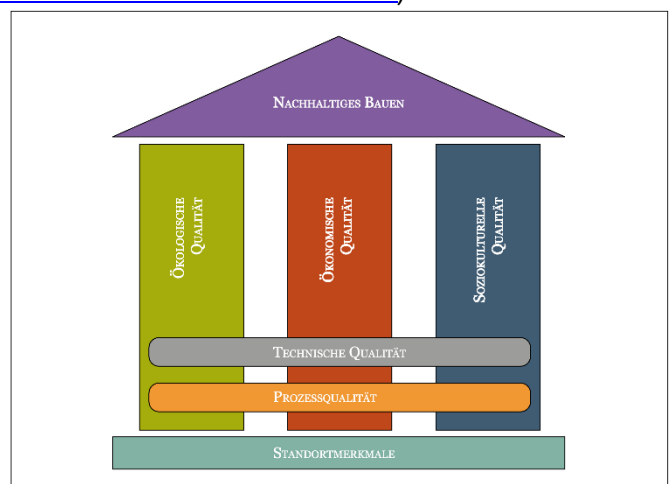 Nachhaltiges Bauen
Ökologische
Qualität
Ökonomische
Qualität
Soziokulturelle
Qualität
Technische Qualität
Prozessqualität
Standortmerkmale